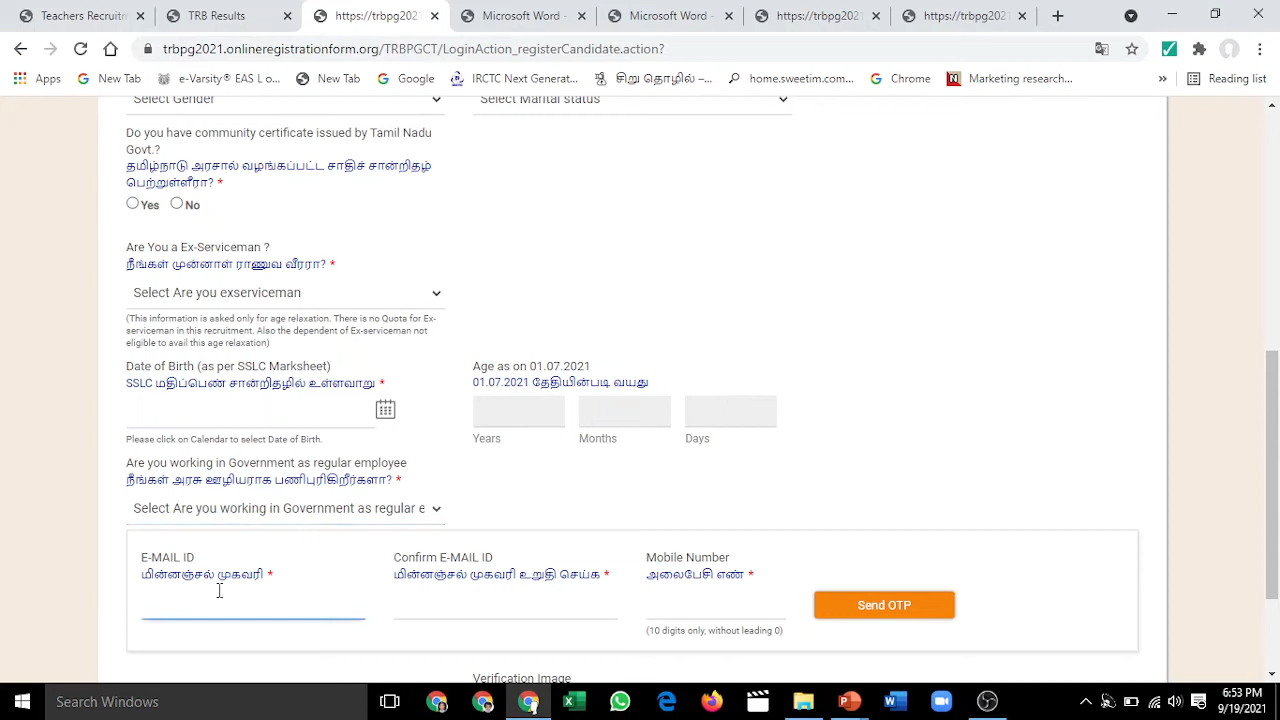 Teachers Recruitm
TRB Results
https://trbpg2021
Microsoft Word -
Microsoft Word -
https://trbpg2021
https://trbpg2021
trbpg2021.onlineregistrationform.org/TRBPGCT/LoginAction_registerCandidate.action?
Apps
New Tab
e-Varsity® EAS L o...
New Tab
Google
IRCTC Next Generat...
இறு தொழில் –...
home.sweetim.com...
Chrome
Marketing research...
»
Reading list
Select Gender
Select Marital status
Do you have community certificate issued by Tamil Nadu
Govt.?
தமிழ்நாடு அரசால் வழங்கப்பட்ட சாதிச் சான்றிதழ்
பெற்றுள்ளீரா? *
Yes No
Are You a Ex-Serviceman ?
நீங்கள் முன்னாள் ராணுவ வீரரா? *
Select Are you exserviceman
(This information is asked only for age relaxation. There is no Quota for Ex-
serviceman in this recruitment. Also the dependent of Ex-serviceman not
eligible to avail this age relaxation)
Date of Birth (as per SSLC Marksheet)
SSLC மதிப்பெண் சான்றிதழில் உள்ளவாறு *
Age as on 01.07.2021
01.07.2021 தேதியின்படி வயது
Years
Months
Days
Please click on Calendar to select Date of Birth.
Are you working in Government as regular employee
நீங்கள் அரசு ஊழியராக பணிபுரிகிறீர்களா? *
Select Are you working in Government as regular e
E-MAIL ID
மின்னஞ்சல் முகவரி *
Confirm E-MAIL ID
மின்னஞ்சல் முகவரி உறுதி செய்க *
Mobile Number
அலைபேசி எண் *
Send OTP
(10 digits only, without leading 0)
Verification Image
Search Windows
6:53 PM
9/19/2021